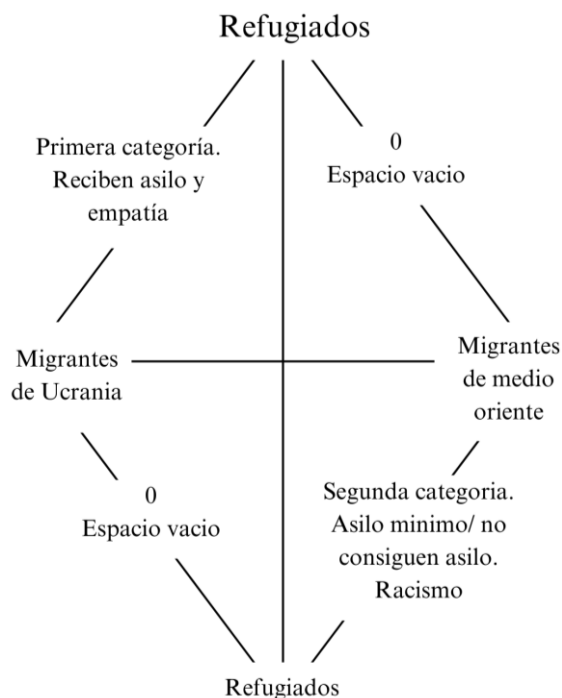 Refugiados
Primera categoría.
Reciben asilo y
empatía
0
Espacio vacio
Migrantes
de Ucrania
Migrantes
de medio
oriente
0
Espacio vacio
Segunda categoria.
Asilo minimo/ no
consiguen asilo.
Racismo
Refugiados